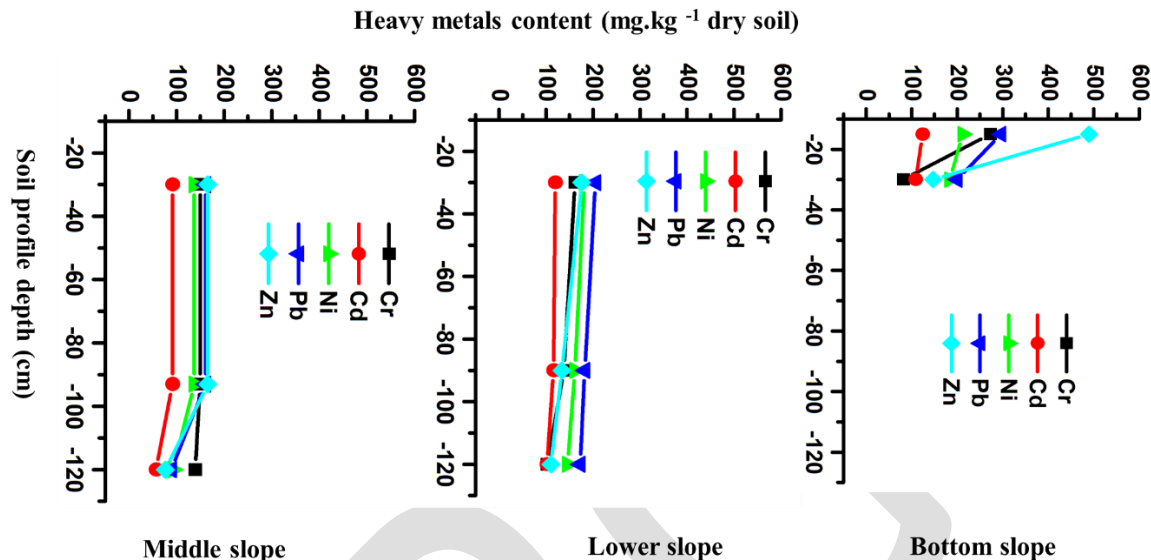 Heavy metals content (mg.kg -1 dry soil)
0 100 200 300 400 500 600
0 100 200 300 400 500 600
0 100 200 300 400 500 600
Soil profile depth (cm)
-20
-40
-60
-80
-100
-120
Cr
Cd
Ni
Pb
Zn
-20
-40
-60
-80
-100
-120
Cr
Cd
Ni
Pb
Zn
-20
-40
-60
-80
-100
-120
Cr
Cd
Ni
Pb
Zn
Middle slope
Lower slope
Bottom slope